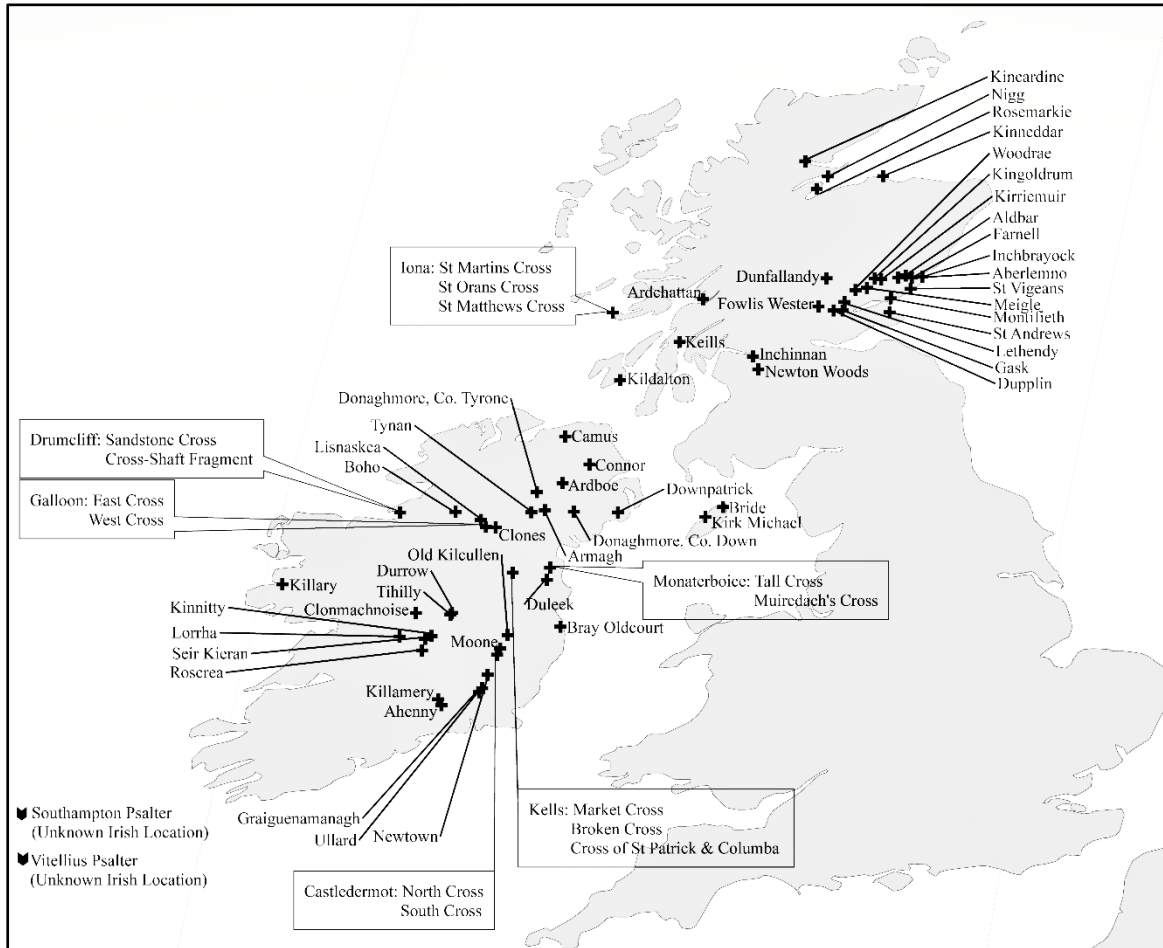 Kincardine
Nigg
Rosemarkie
Kinneddar
Woodrae
Kingoldrum
Kirriemuir
Aldbar
Farnell
Inchbrayock
Aberlemno
St Vigeans
Meigle
Montifieth
St Andrews
Lethendy
Gask
Dupplin
Dunfallandy
Fowlis Wester
Iona: St Martins Cross
St Orans Cross
St Matthews Cross
Ardchattan
Keills
Inchinnan
Newton Woods
Kildalton
Donaghmore, Co. Tyrone
Tynan
Lisnaskea
Boho
Camus
Connor
Ardboe
Drumcliff: Sandstone Cross
Cross-Shaft Fragment
Galloon: East Cross
West Cross
Downpatrick
Bride
Kirk Michael
Donaghmore, Co. Down
Armagh
Clones
Old Kilcullen
Killary
Durrow
Tihilly
Clonmachnoise
Monaterboice: Tall Cross
Muiredach's Cross
Duleek
Bray Oldcourt
Kinnitty
Lorrha
Seir Kieran
Roscrea
Moone
Killamery
Ahenny
Graiguenamanagh
Ullard
Newtown
Kells: Market Cross
Broken Cross
Cross of St Patrick & Columba
Castledermot: North Cross
South Cross
Southampton Psalter
(Unknown Irish Location)
Vitellius Psalter
(Unknown Irish Location)